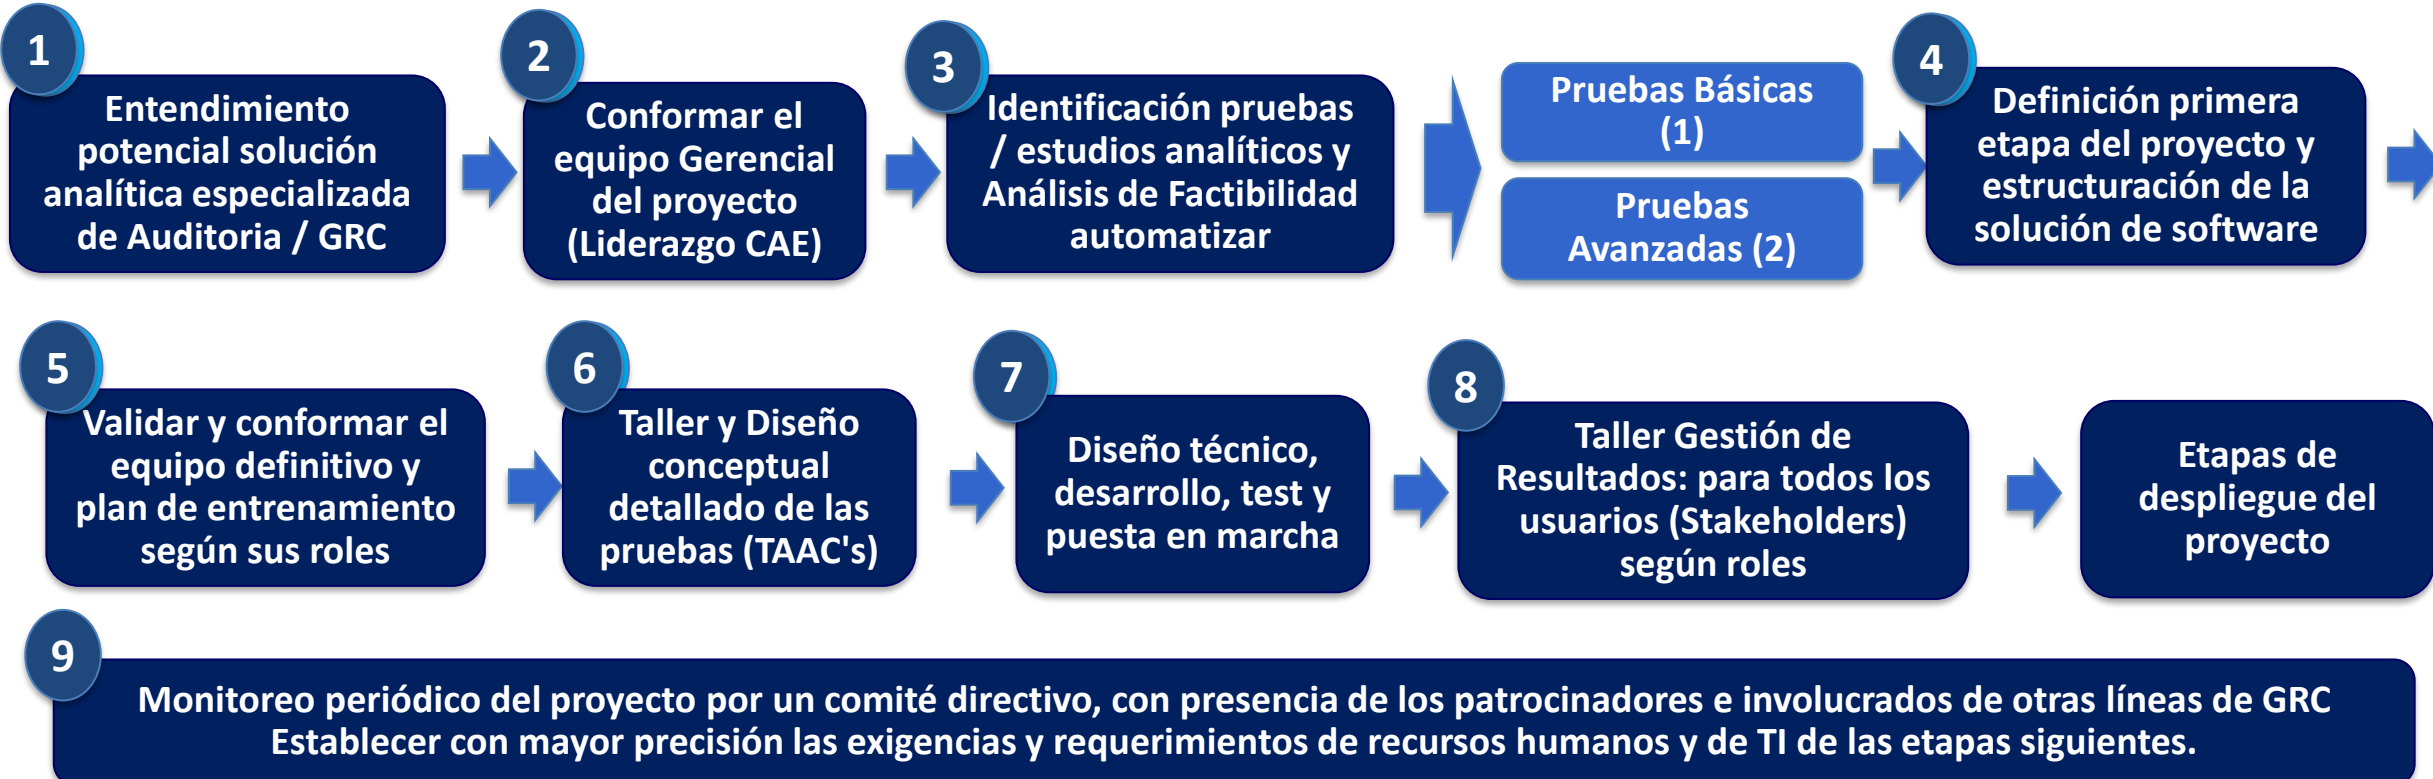 1
Entendimiento
potencial solución
analítica especializada
de Auditoria / GRC
2
Conformar el
equipo Gerencial
del proyecto
(Liderazgo CAE)
3
Identificación pruebas
/ estudios analíticos y
Análisis de Factibilidad
automatizar
Pruebas Básicas
(1)
Pruebas
Avanzadas (2)
4
Definición primera
etapa del proyecto y
estructuración de la
solución de software
5
Validar y conformar el
equipo definitivo y
plan de entrenamiento
según sus roles
6
Taller y Diseño
conceptual
detallado de las
pruebas (TAAC's)
7
Diseño técnico,
desarrollo, test y
puesta en marcha
8
Taller Gestión de
Resultados: para todos los
usuarios (Stakeholders)
según roles
Etapas de
despliegue del
proyecto
9
Monitoreo periódico del proyecto por un comité directivo, con presencia de los patrocinadores e involucrados de otras líneas de GRC
Establecer con mayor precisión las exigencias y requerimientos de recursos humanos y de TI de las etapas siguientes.